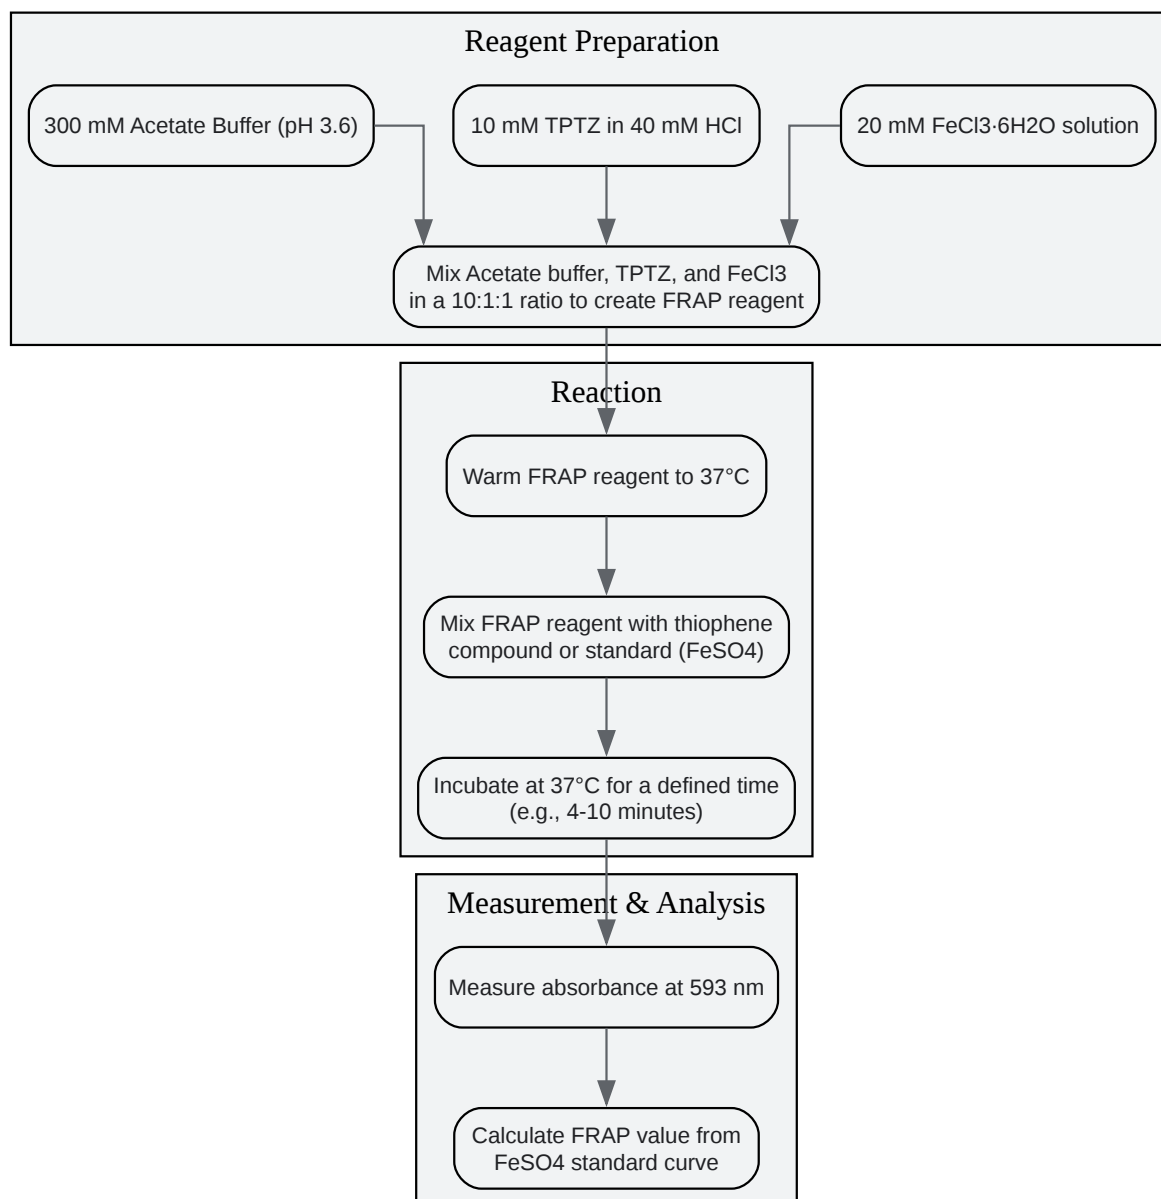 Reagent Preparation
300 mM Acetate Buffer (pH 3.6)
10 mM TPTZ in 40 mM HCl
20 mM FeCl3·6H2O solution
Mix Acetate buffer, TPTZ, and FeCl3
in a 10:1:1 ratio to create FRAP reagent
Reaction
Warm FRAP reagent to 37°C
Mix FRAP reagent with thiophene
compound or standard (FeSO4)
Incubate at 37°C for a defined time
(e.g., 4-10 minutes)
Measurement & Analysis
Measure absorbance at 593 nm
Calculate FRAP value from
FeSO4 standard curve